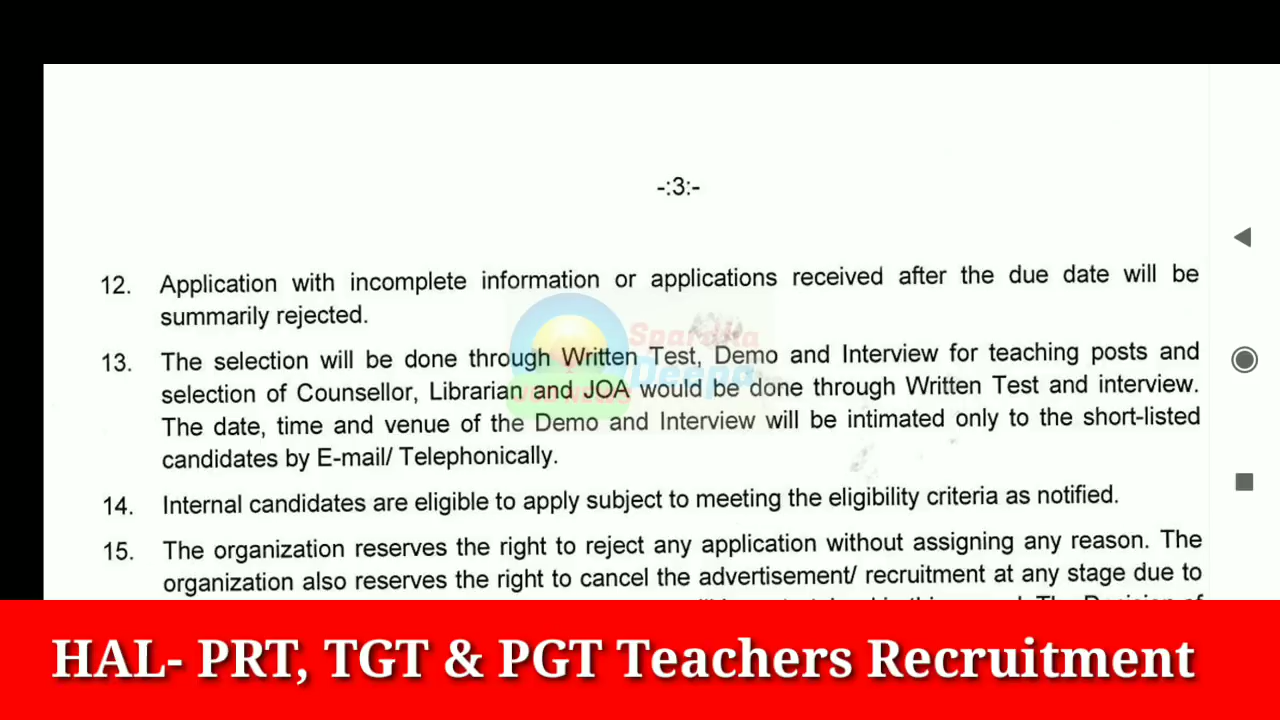 -:3:-
12. Application with incomplete information or applications received after the due date will be
summarily rejected.
13. The selection will be done through Written Test, Demo and Interview for teaching posts and
selection of Counsellor, Librarian and JOA would be done through Written Test and interview.
The date, time and venue of the Demo and Interview will be intimated only to the short-listed
candidates by E-mail/ Telephonically.
14. Internal candidates are eligible to apply subject to meeting the eligibility criteria as notified.
15. The organization reserves the right to reject any application without assigning any reason. The
organization also reserves the right to cancel the advertisement/ recruitment at any stage due to
Spardha
Deepa
JOB NEWS
HAL- PRT, TGT & PGT Teachers Recruitment